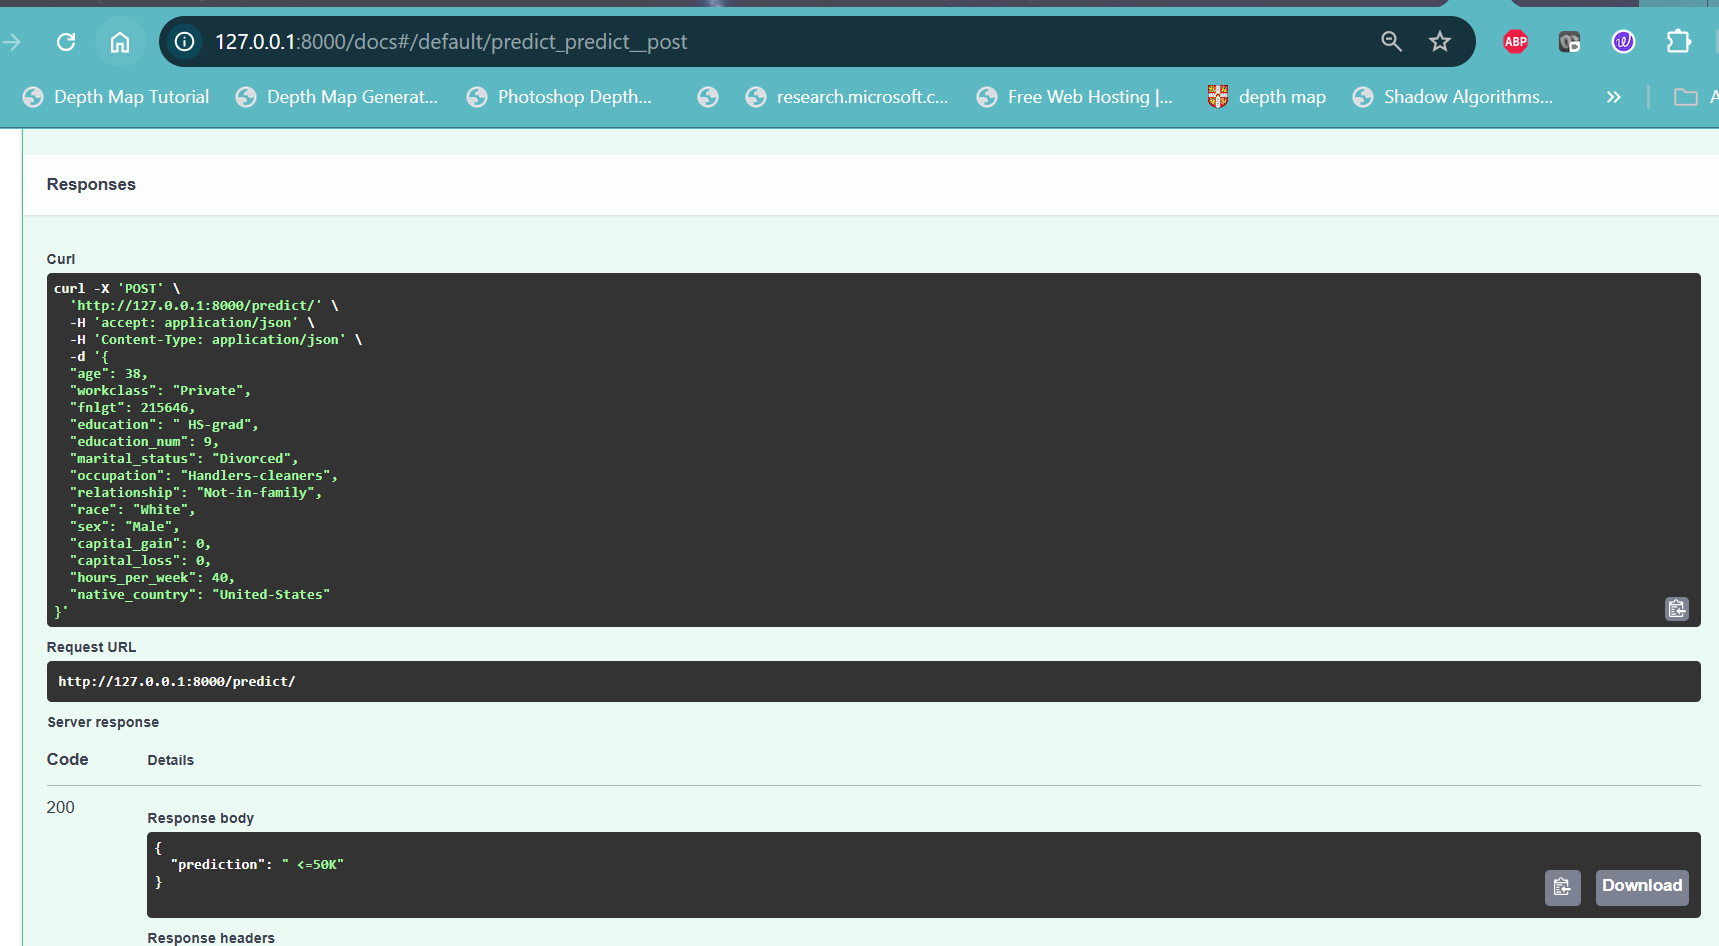 127.0.0.1:8000/docs#/default/predict_predict__post
ABP
Depth Map Tutorial
Depth Map Generat...
Photoshop Depth...
research.microsoft.c...
Free Web Hosting |...
depth map
Shadow Algorithms...
A
Responses
Curl
curl -X 'POST' \
  'http://127.0.0.1:8000/predict/' \
  -H 'accept: application/json' \
  -H 'Content-Type: application/json' \
  -d '{
  "age": 38,
  "workclass": "Private",
  "fnlgt": 215646,
  "education": " HS-grad",
  "education_num": 9,
  "marital_status": "Divorced",
  "occupation": "Handlers-cleaners",
  "relationship": "Not-in-family",
  "race": "White",
  "sex": "Male",
  "capital_gain": 0,
  "capital_loss": 0,
  "hours_per_week": 40,
  "native_country": "United-States"
}'
Request URL
http://127.0.0.1:8000/predict/
Server response
Code Details
200
Response body
{
  "prediction": " <=50K"
}
Download
Response headers